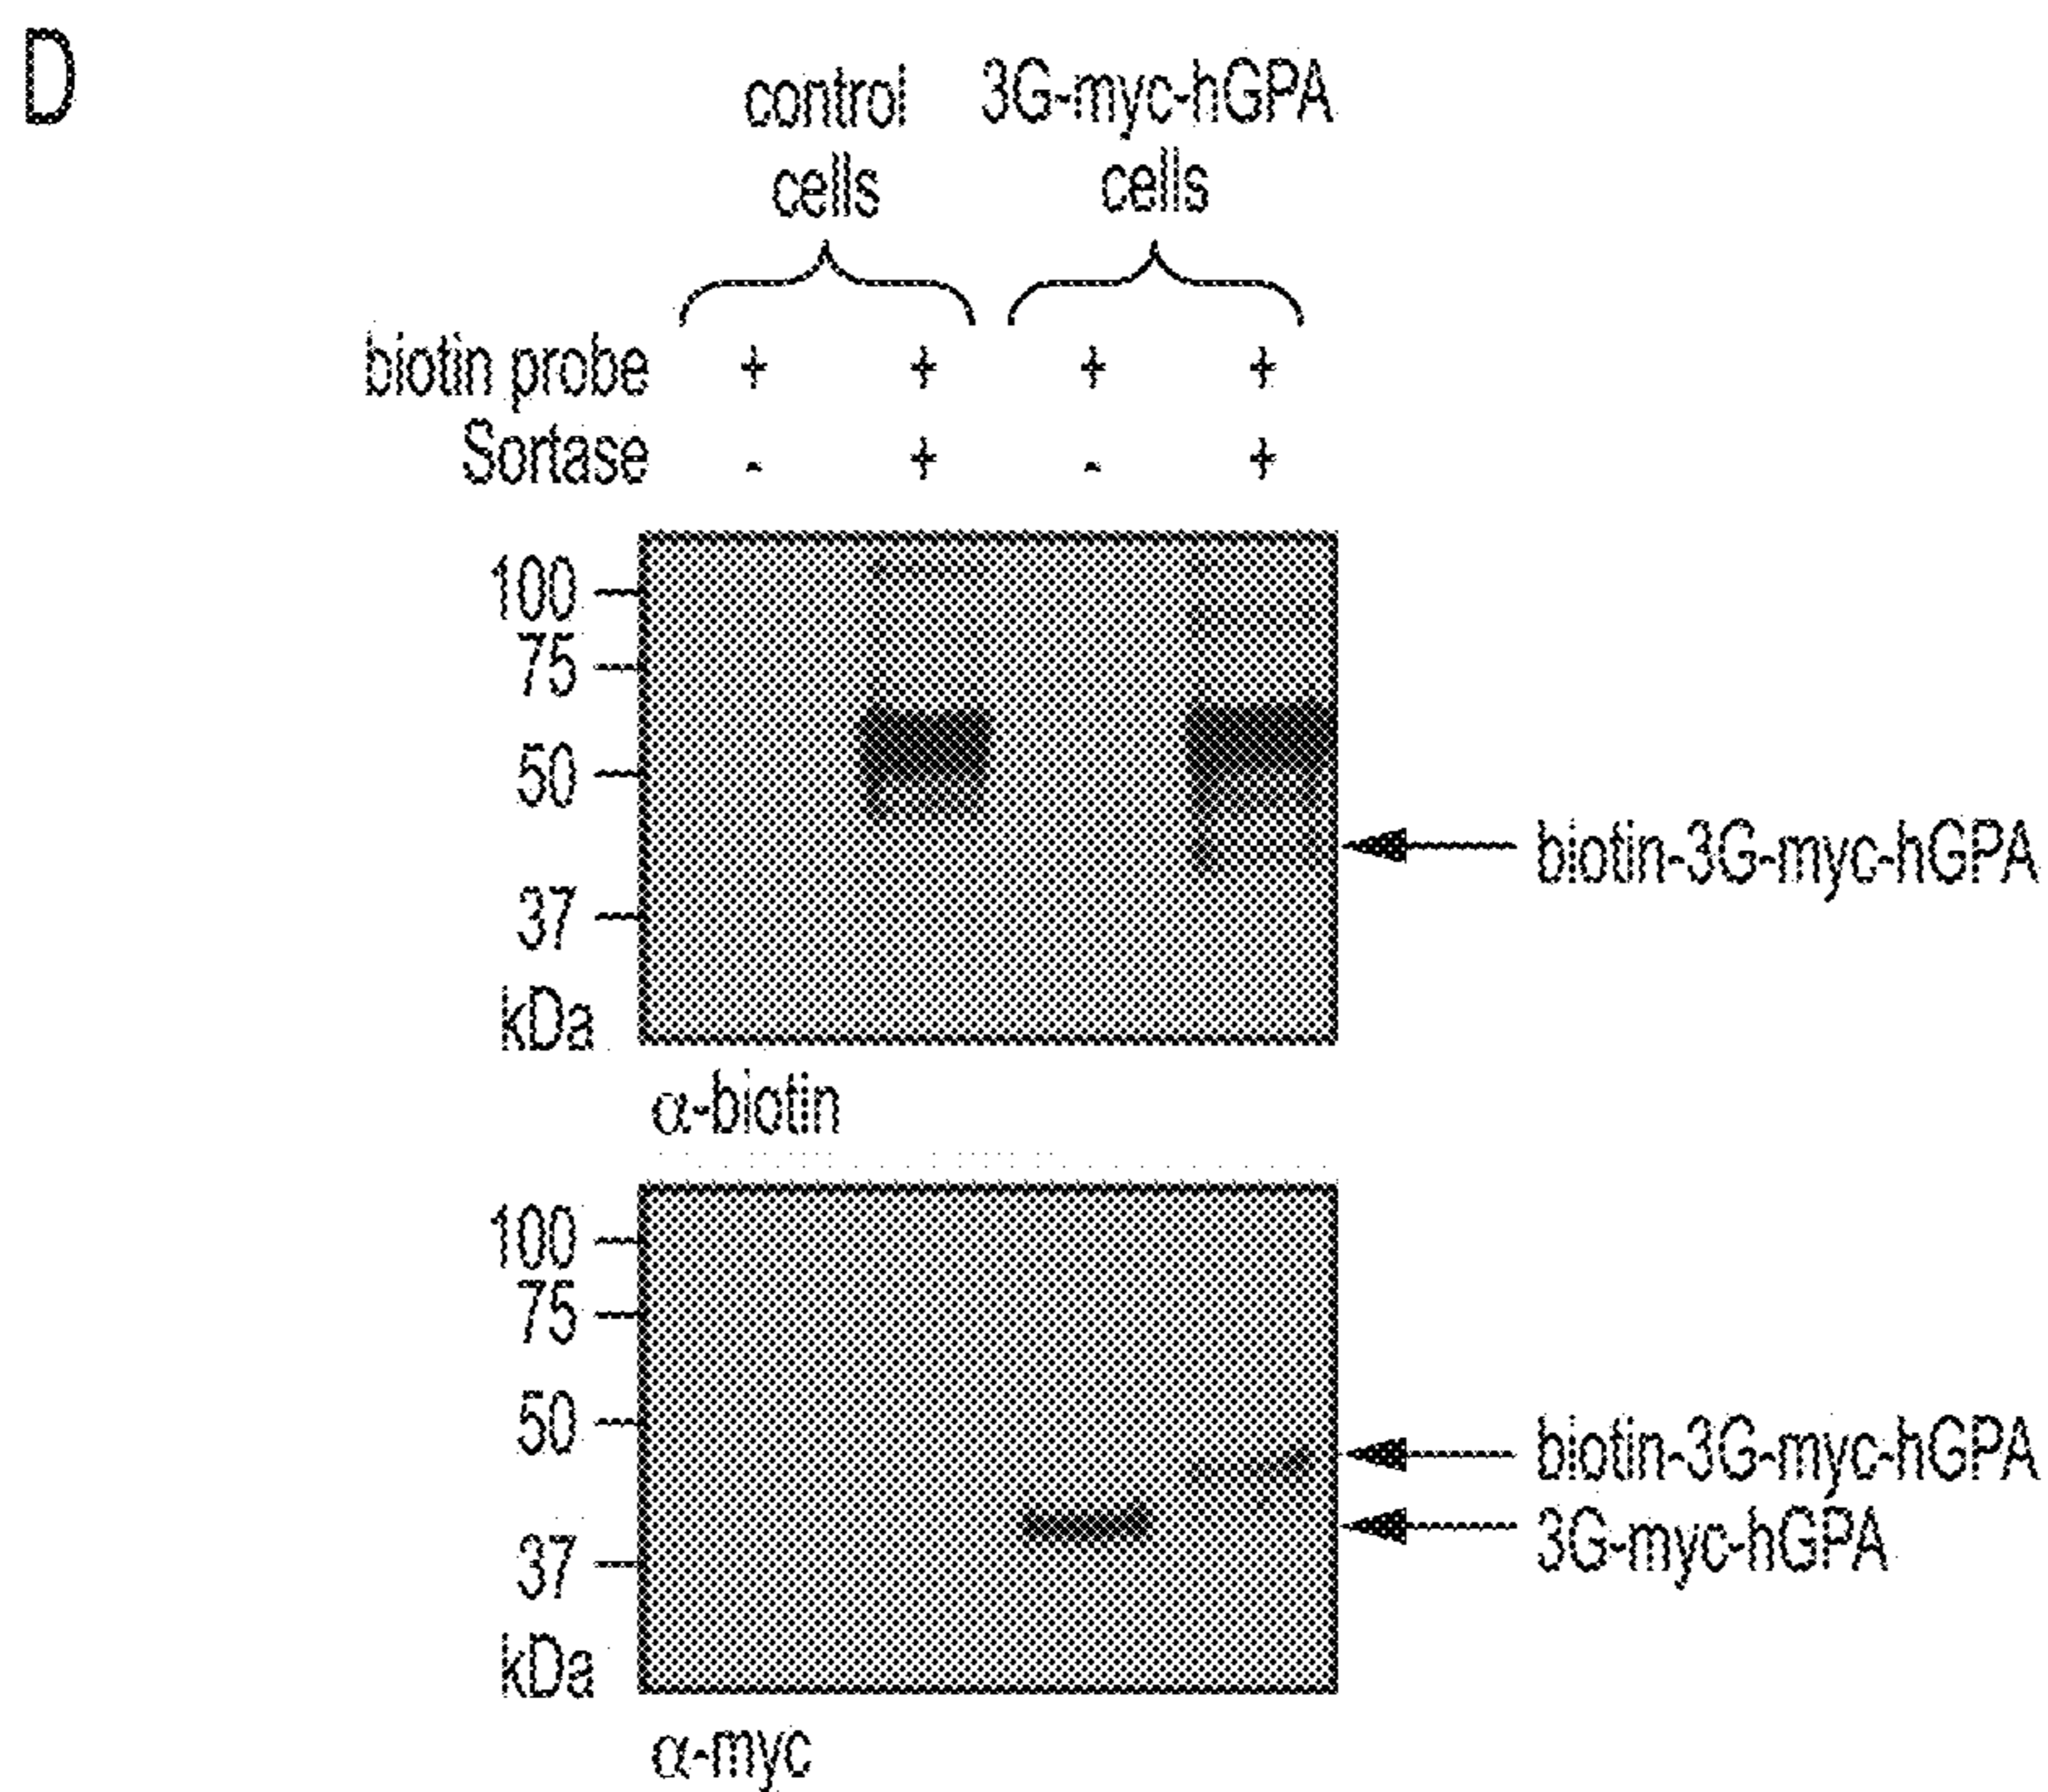 D
control 3G-myc-hGPA
cells cells
biotin probe + + + +
Sortase - + - +
100
75
50
biotin-3G-myc-hGPA
37
kDa
α-biotin
100
75
50
biotin-3G-myc-hGPA
3G-myc-hGPA
37
kDa
α-myc